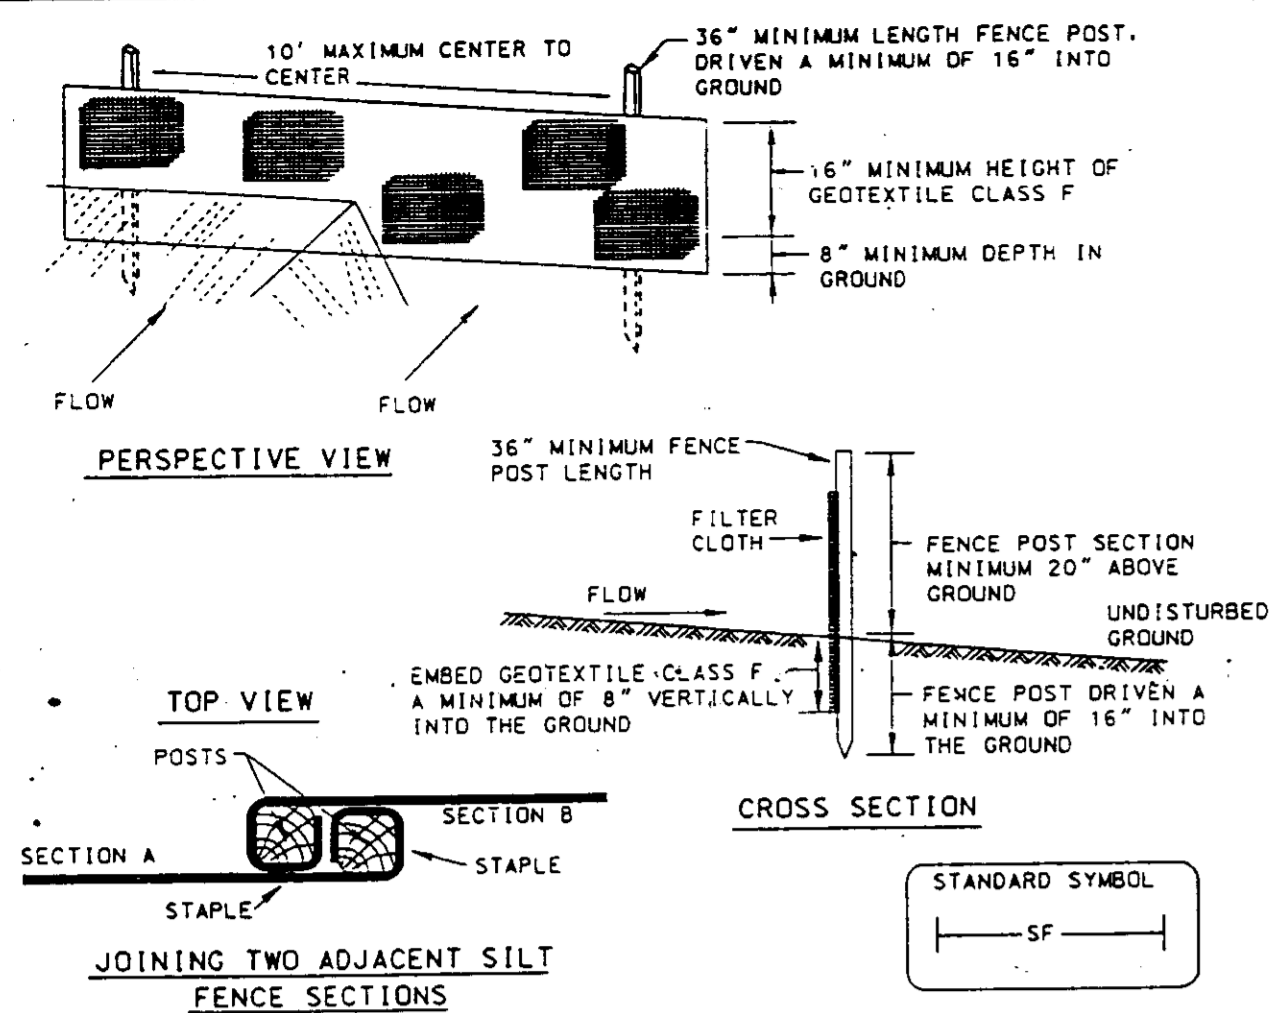 10' MAXIMUM CENTER TO
CENTER
36" MINIMUM LENGTH FENCE POST,
DRIVEN A MINIMUM OF 16" INTO
GROUND
16" MINIMUM HEIGHT OF
GEOTEXTILE CLASS F
8" MINIMUM DEPTH IN
GROUND
FLOW
FLOW
PERSPECTIVE VIEW
36" MINIMUM FENCE
POST LENGTH
FILTER
CLOTH
FLOW
FENCE POST SECTION
MINIMUM 20" ABOVE
GROUND
UNDISTURBED
GROUND
EMBED GEOTEXTILE CLASS F
A MINIMUM OF 8" VERTICALLY
INTO THE GROUND
FENCE POST DRIVEN A
MINIMUM OF 16" INTO
THE GROUND
CROSS SECTION
TOP VIEW
POSTS
SECTION B
SECTION A
STAPLE
STAPLE
JOINING TWO ADJACENT SILT
FENCE SECTIONS
STANDARD SYMBOL
SF